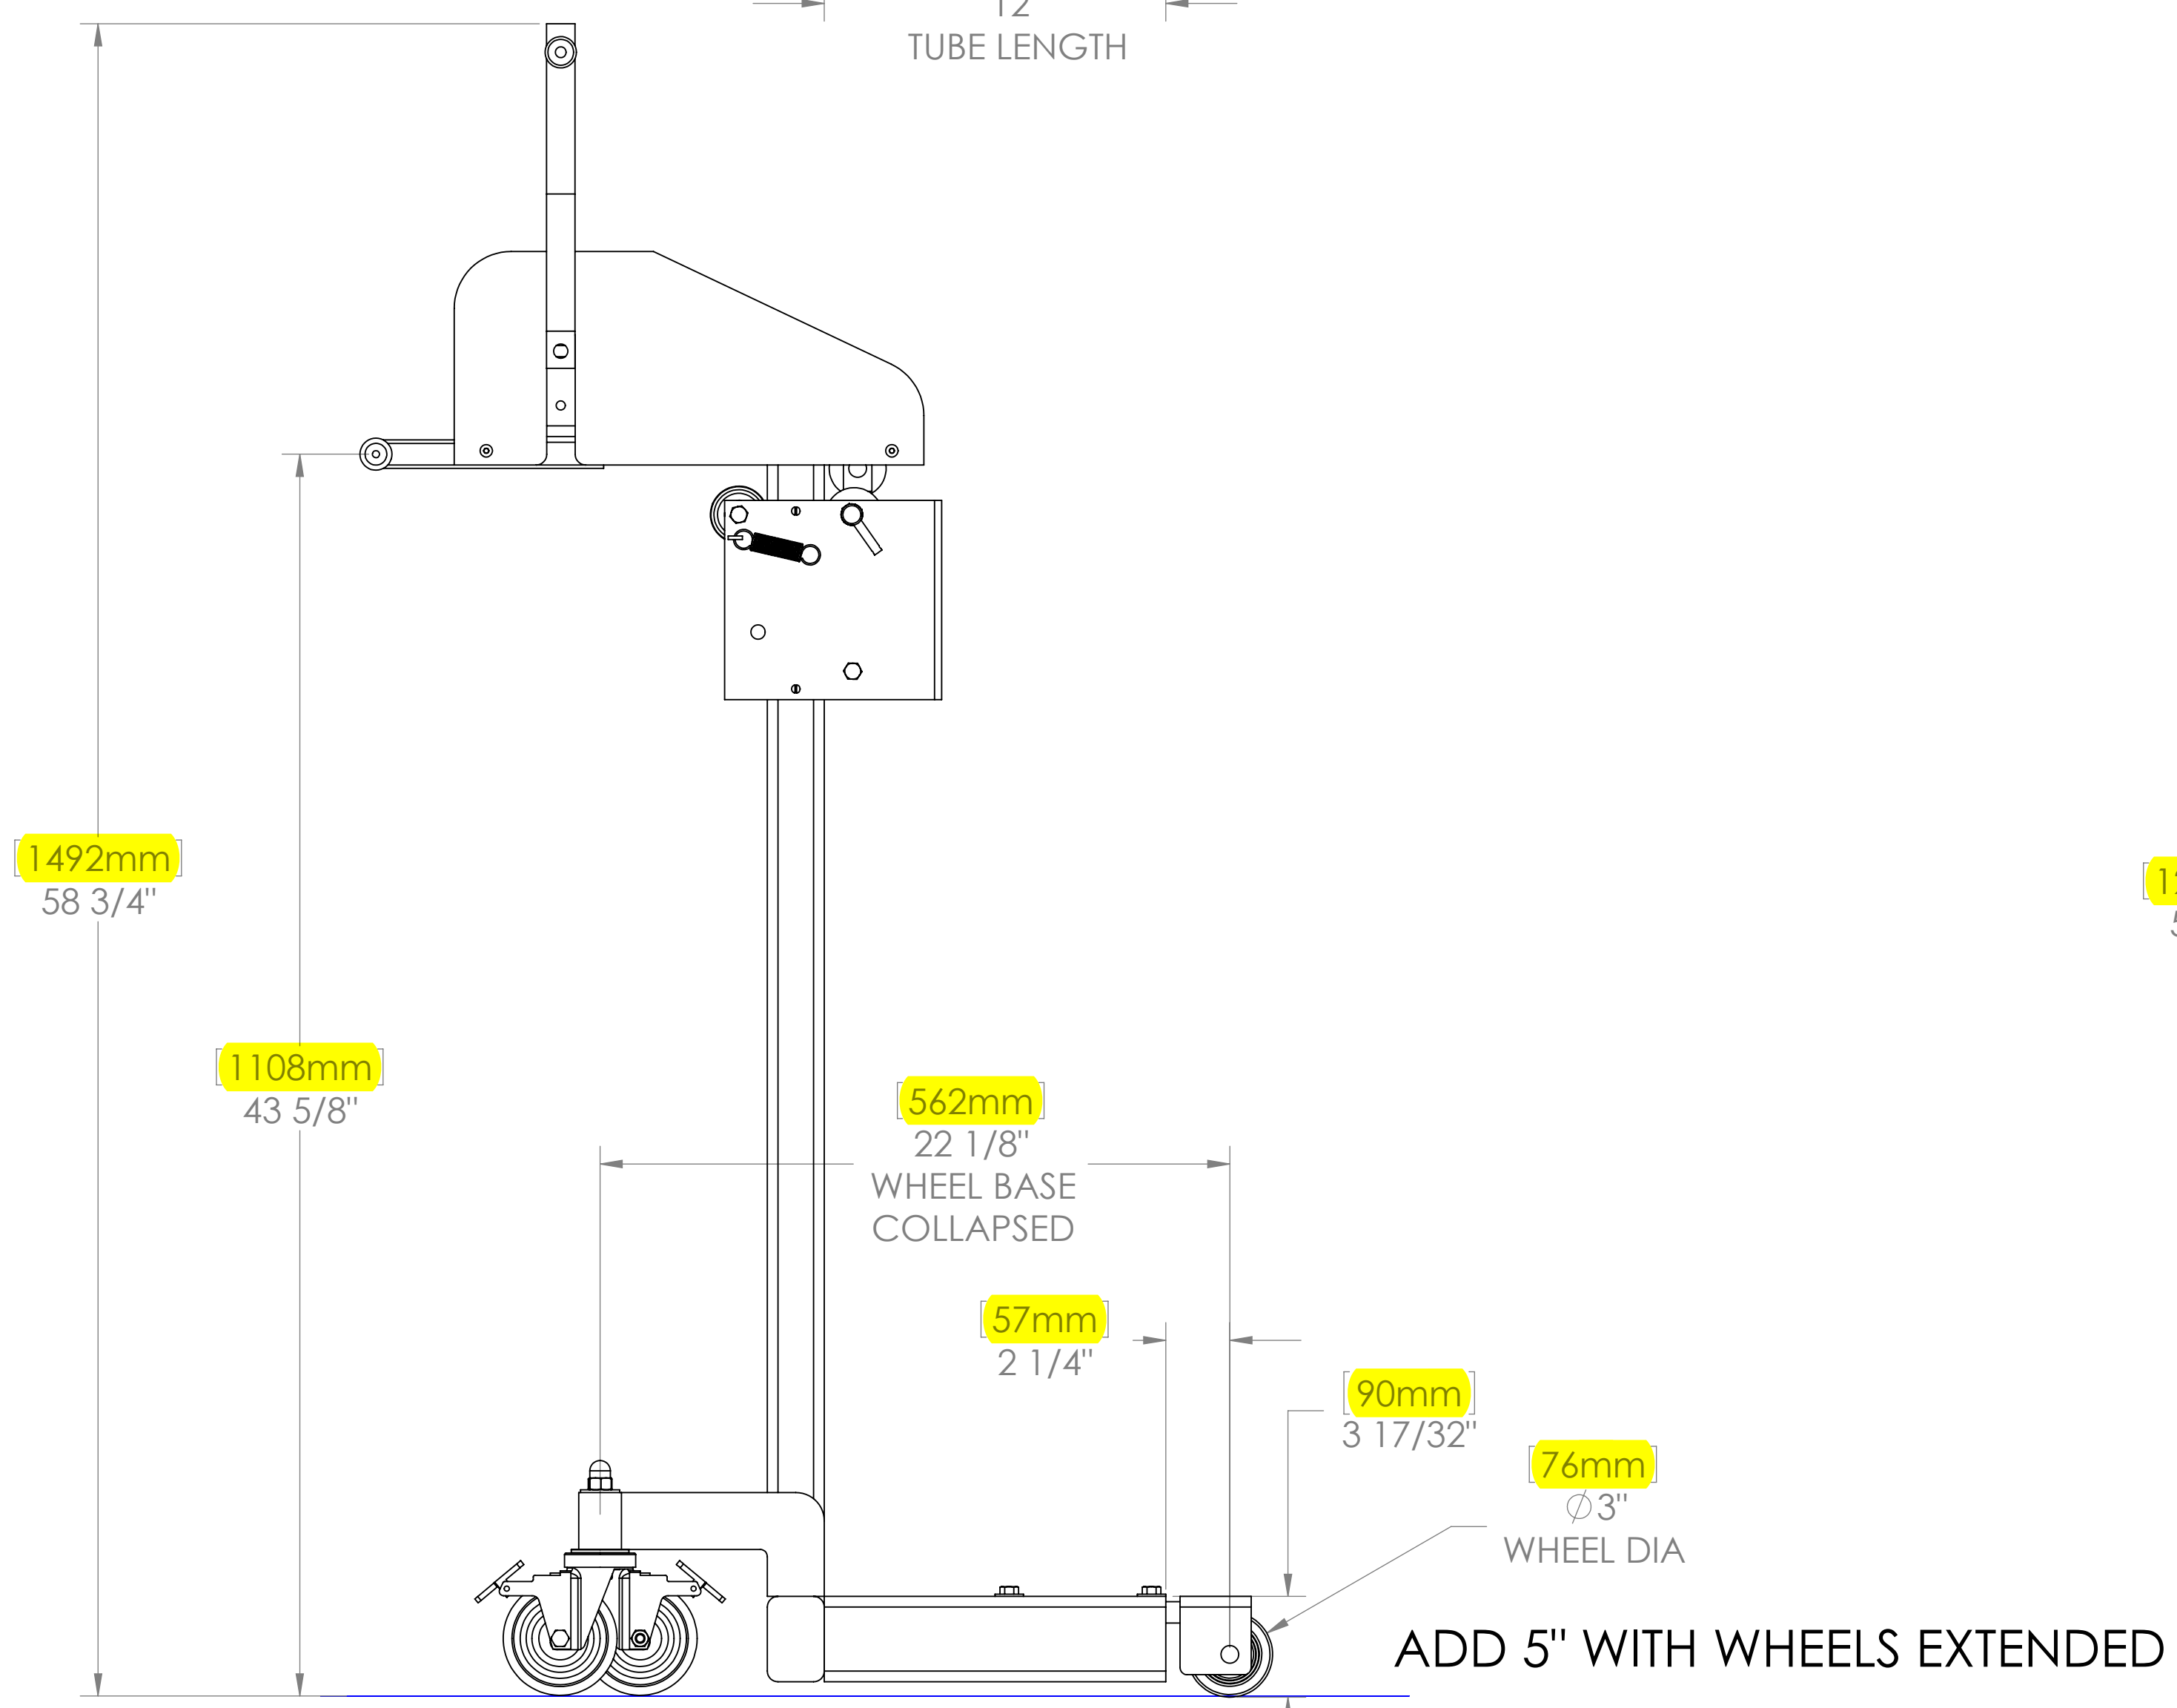 12
TUBE LENGTH
[1492mm]
58 3/4"
[1108mm]
43 5/8"
[562mm]
22 1/8"
WHEEL BASE
COLLAPSED
[57mm]
2 1/4"
[90mm]
3 17/32"
[76mm]
∅3"
WHEEL DIA
ADD 5" WITH WHEELS EXTENDED